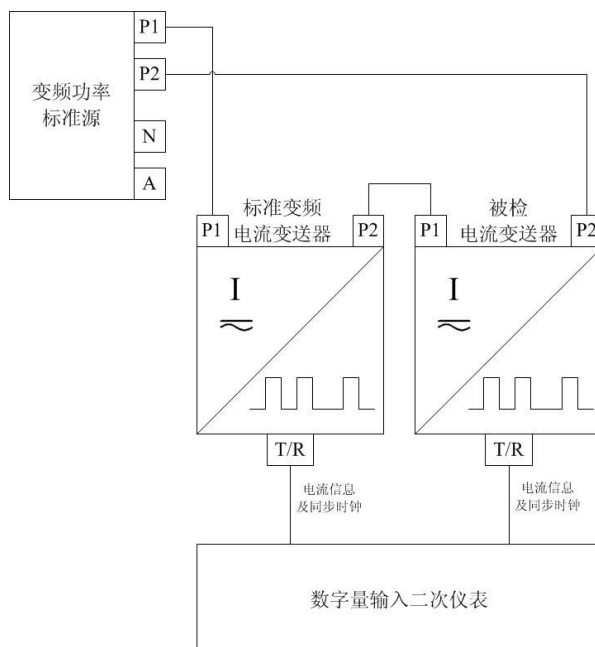 P1
变频功率
标准源
P2
N
A
标准变频
电流变送器
P1
P2
I
T/R
电流信息
及同步时钟
被检
电流变送器
P1
P2
I
T/R
电流信息
及同步时钟
数字量输入二次仪表